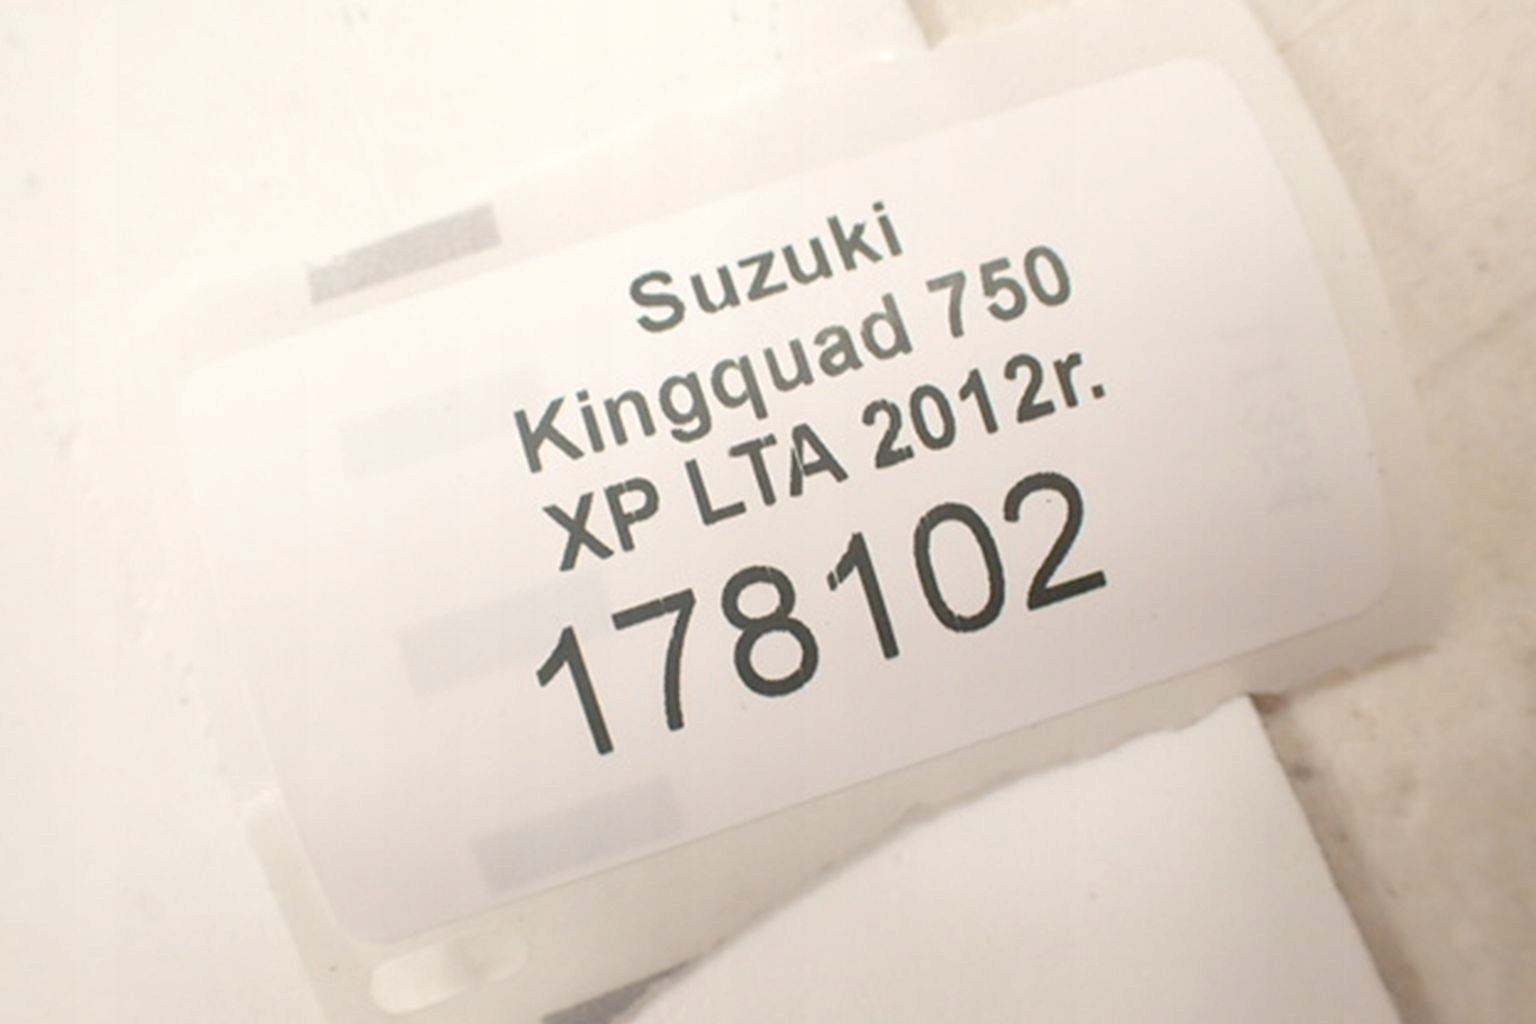 Suzuki
Kingquad 750
XP LTA 2012r.
178102